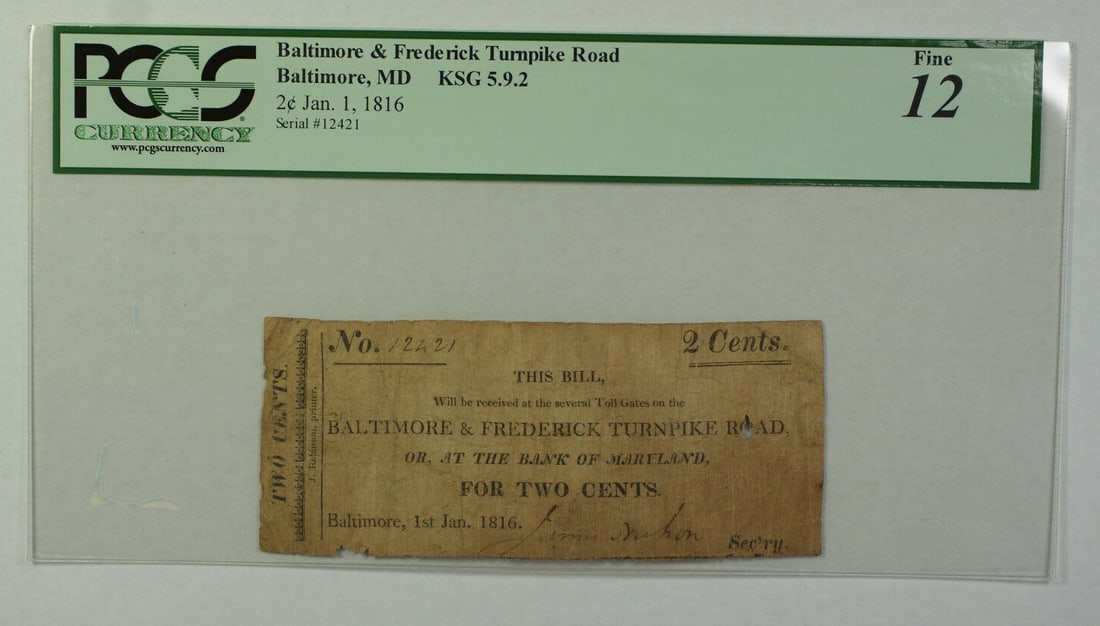 PCGS
CURRENCY
www.pcgscurrency.com
Baltimore & Frederick Turnpike Road
Baltimore, MD KSG 5.9.2
2¢ Jan. 1, 1816
Serial #12421
Fine
12
TWO CENTS.
J. Robinson, printer.
No. 12421
2 Cents.
THIS BILL,
Will be received at the several Toll Gates on the
BALTIMORE & FREDERICK TURNPIKE ROAD,
OR, AT THE BANK OF MARYLAND,
FOR TWO CENTS.
Baltimore, 1st Jan. 1816.
Sec'ry.